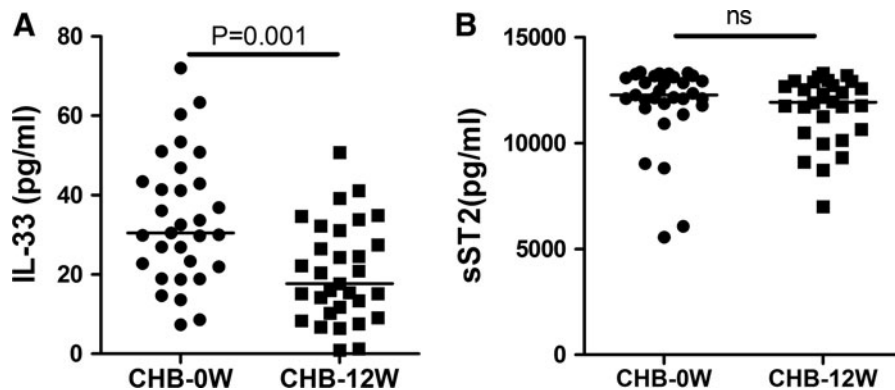 A
P=0.001
IL-33 (pg/ml)
80
60
40
20
0
CHB-0W
CHB-12W
B
ns
sST2(pg/ml)
15000
10000
5000
0
CHB-0W
CHB-12W